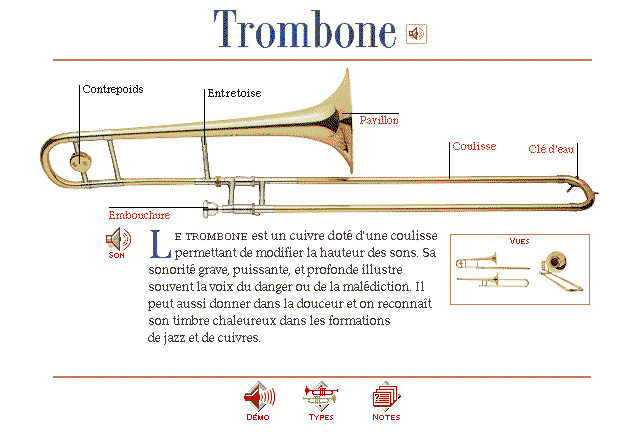 Trombone
Contrepoids
Entretoise
Pavillon
Coulisse
Clé d'eau
Embouchure
Son
LE TROMBONE est un cuivre doté d'une coulisse
permettant de modifier la hauteur des sons. Sa
sonorité grave, puissante, et profonde illustre
souvent la voix du danger ou de la malédiction. Il
peut aussi donner dans la douceur et on reconnaît
son timbre chaleureux dans les formations
de jazz et de cuivres.
Vues
Démo
Types
Notes